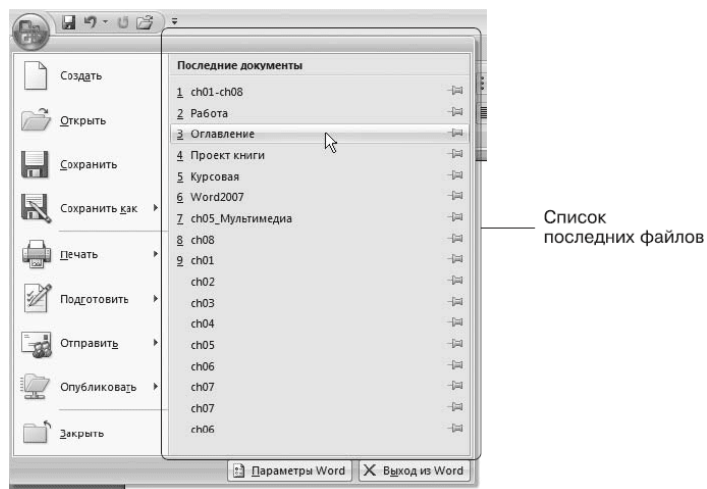 Создать
Открыть
Сохранить
Сохранить как
Печать
Подготовить
Отправить
Опубликовать
Закрыть
Последние документы
1 ch01-ch08
2 Работа
3 Оглавление
4 Проект книги
5 Курсовая
6 Word2007
7 ch05_Мультимедиа
8 ch08
9 ch01
ch02
ch03
ch04
ch05
ch06
ch07
ch07
ch06
Параметры Word
Выход из Word
Список
последних файлов